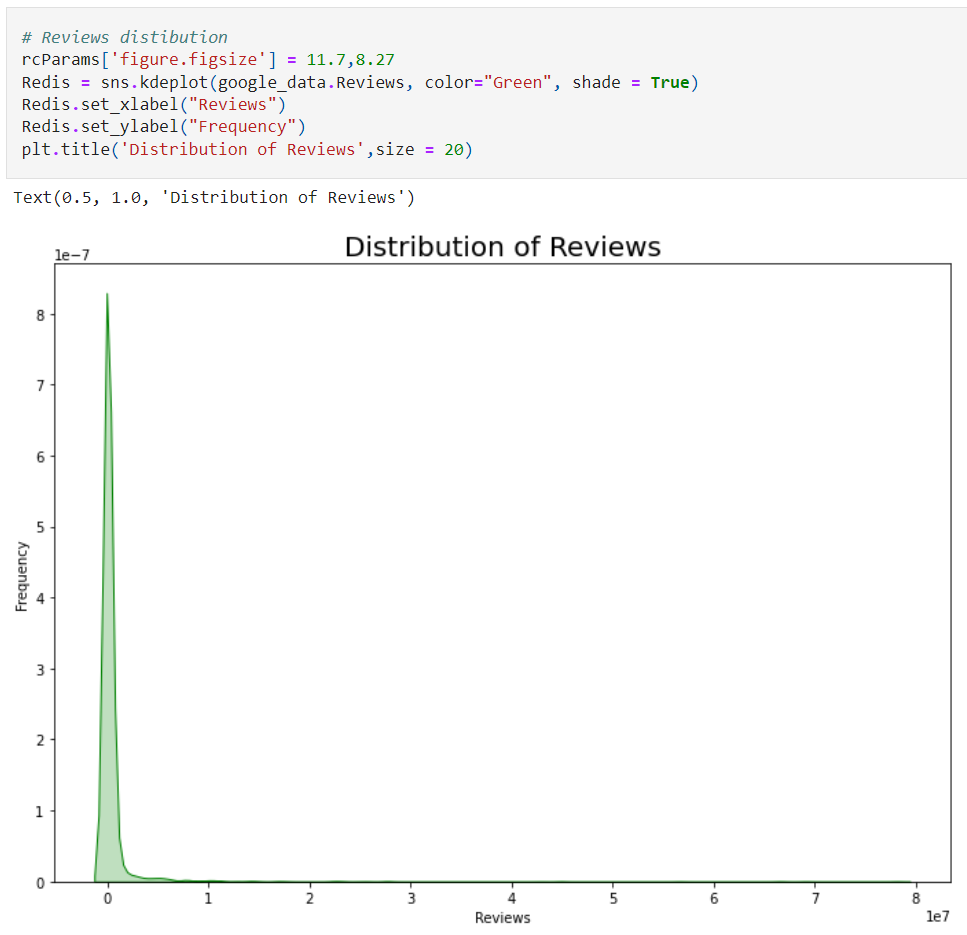 # Reviews distibution
rcParams['figure.figsize'] = 11.7,8.27
Redis = sns.kdeplot(google_data.Reviews, color="Green", shade = True)
Redis.set_xlabel("Reviews")
Redis.set_ylabel("Frequency")
plt.title('Distribution of Reviews',size = 20)
Text(0.5, 1.0, 'Distribution of Reviews')
Distribution of Reviews
1e−7
8
7
6
5
4
3
2
1
0
Frequency
0 1 2 3 4 5 6 7 8
1e7
Reviews